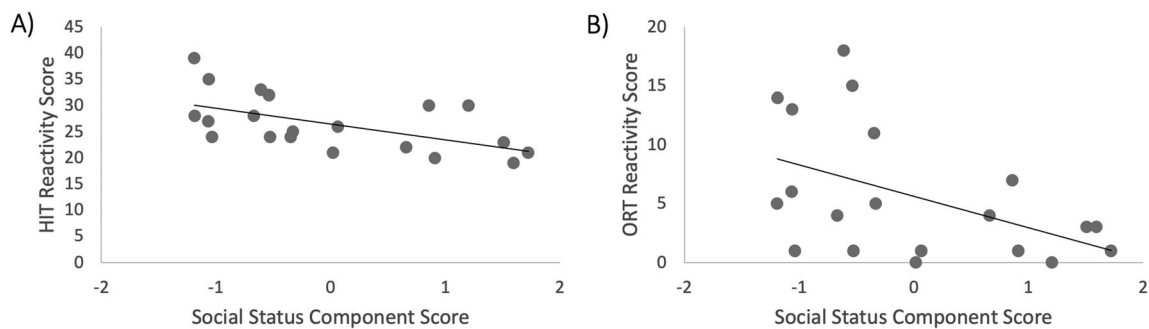 A)
HIT Reactivity Score
45
40
35
30
25
20
15
10
5
0
-2 -1 0 1 2
Social Status Component Score
B)
ORT Reactivity Score
20
15
10
5
0
-2 -1 0 1 2
Social Status Component Score